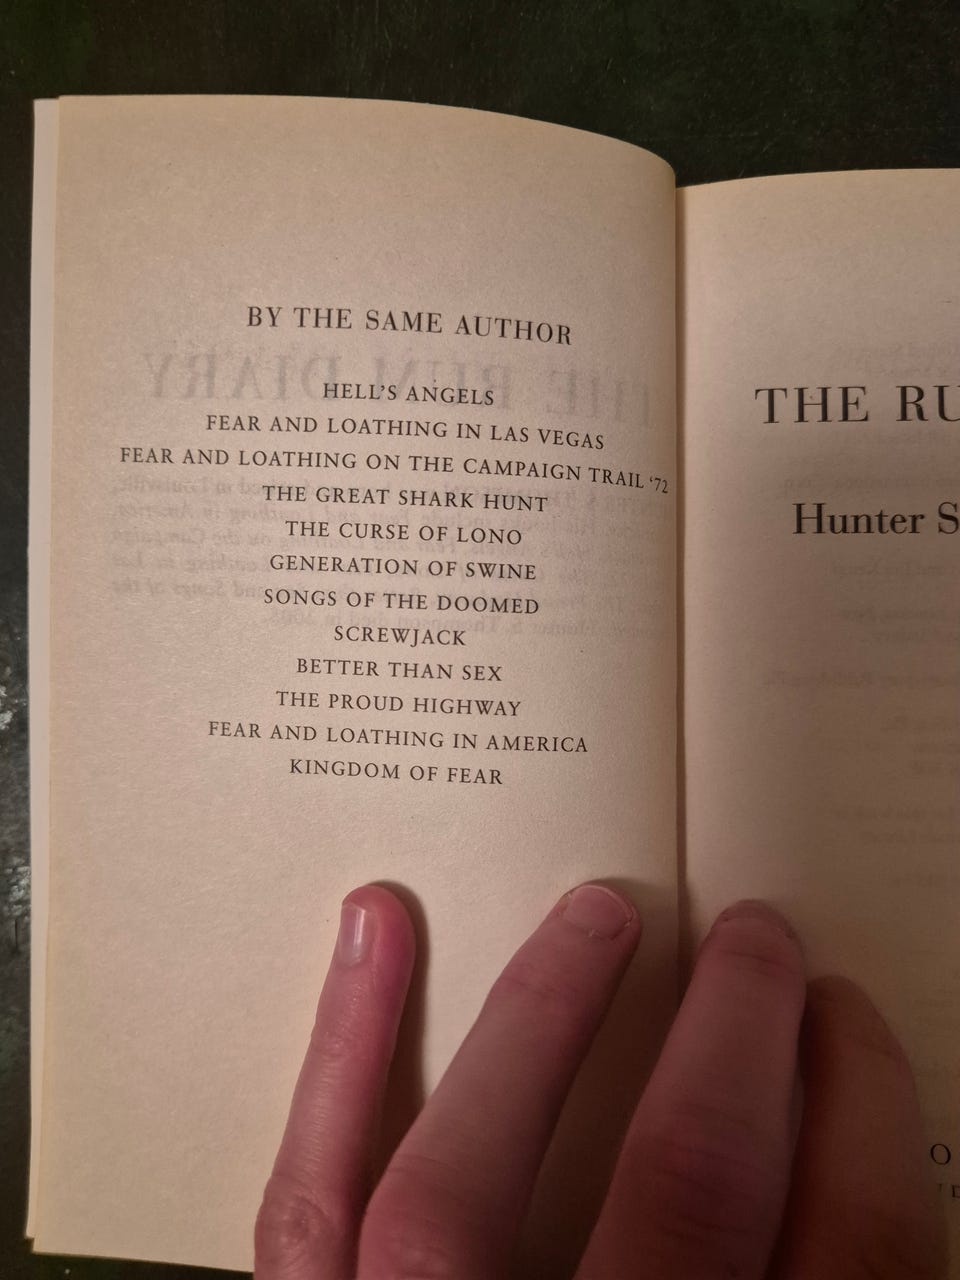 BY THE SAME AUTHOR
HELL'S ANGELS
FEAR AND LOATHING IN LAS VEGAS
FEAR AND LOATHING ON THE CAMPAIGN TRAIL '72
THE GREAT SHARK HUNT
THE CURSE OF LONO
GENERATION OF SWINE
SONGS OF THE DOOMED
SCREWJACK
BETTER THAN SEX
THE PROUD HIGHWAY
FEAR AND LOATHING IN AMERICA
KINGDOM OF FEAR
THE RU
Hunter S